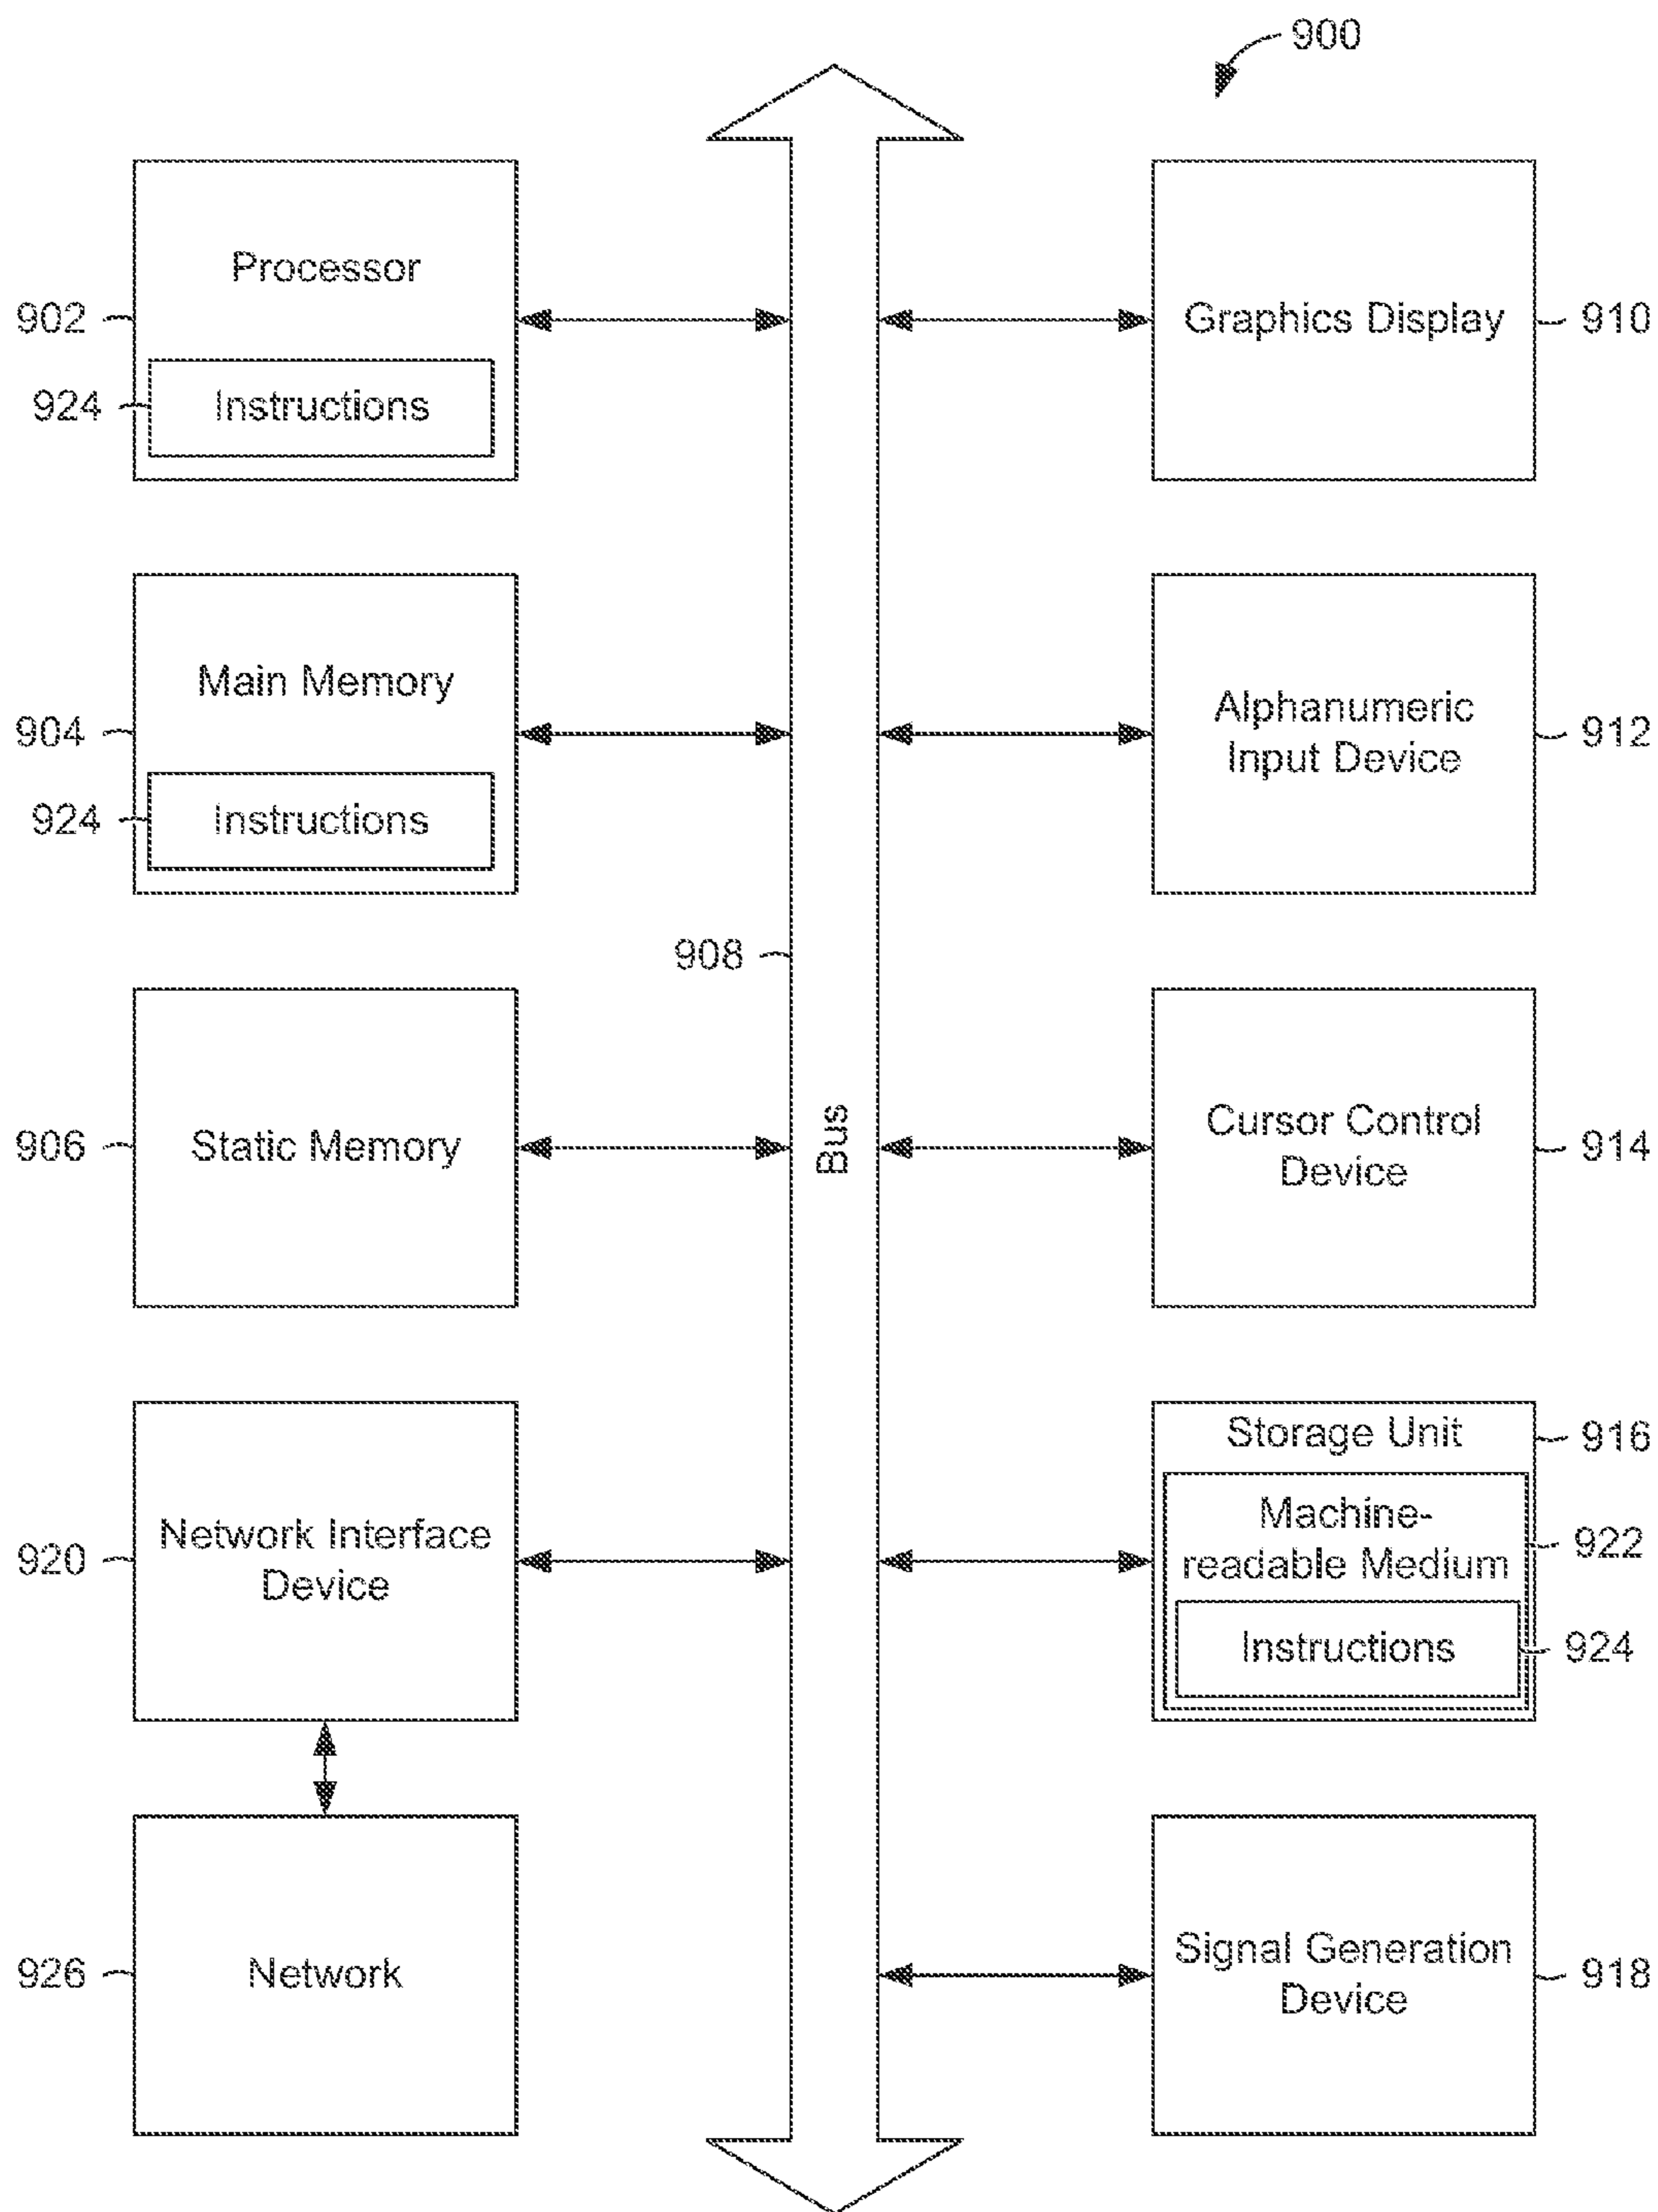 900
Processor
902
924
Instructions
Graphics Display
910
Main Memory
904
924
Instructions
Alphanumeric
Input Device
912
908
Bus
Static Memory
906
Cursor Control
Device
914
Network Interface
Device
920
Storage Unit
916
Machine-
readable Medium
922
Instructions
924
Network
926
Signal Generation
Device
918